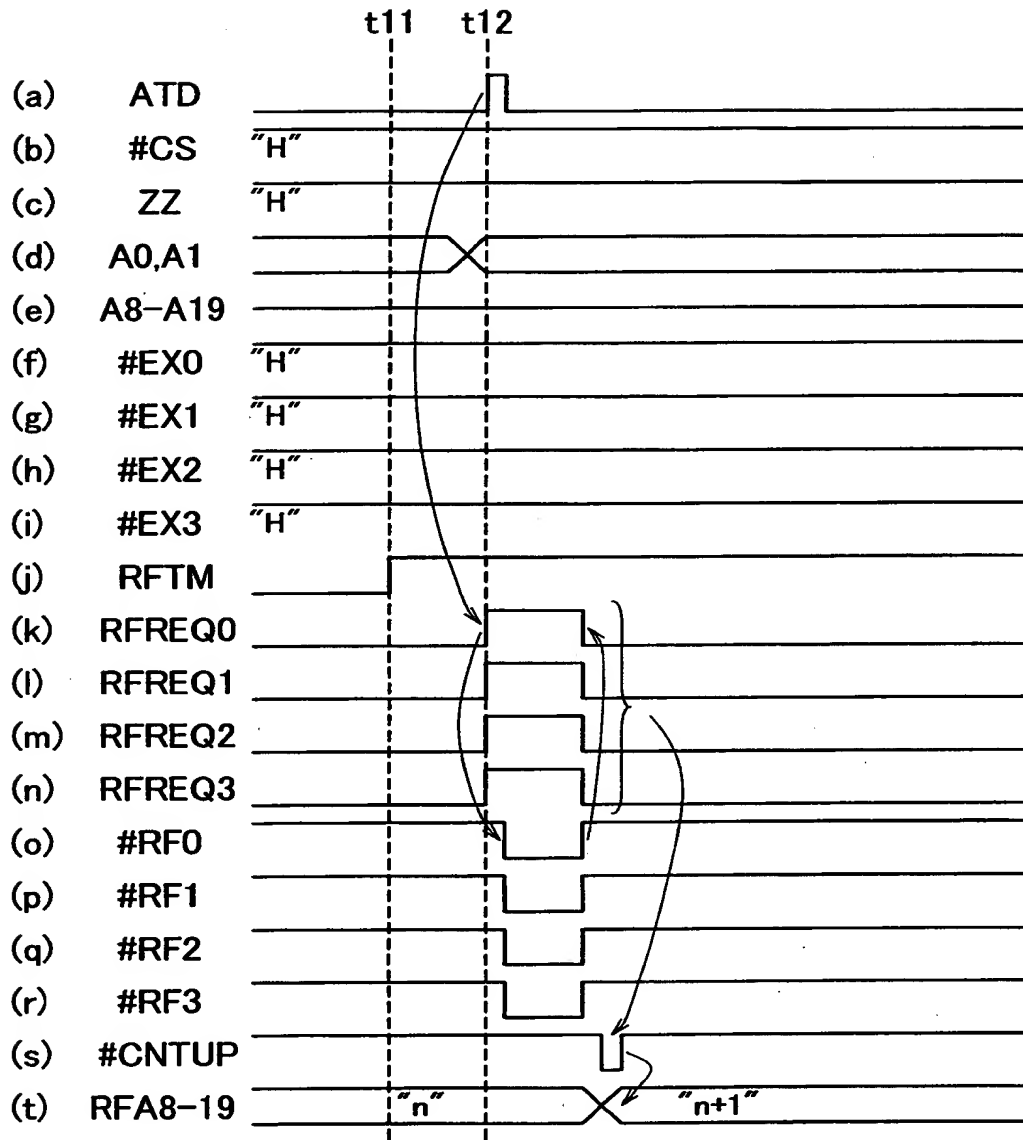 t11 t12
(a) ATD
(b) #CS "H"
(c) ZZ "H"
(d) A0,A1
(e) A8-A19
(f) #EX0 "H"
(g) #EX1 "H"
(h) #EX2 "H"
(i) #EX3 "H"
(j) RFTM
(k) RFREQ0
(l) RFREQ1
(m) RFREQ2
(n) RFREQ3
(o) #RF0
(p) #RF1
(q) #RF2
(r) #RF3
(s) #CNTUP
(t) RFA8-19 "n" "n+1"